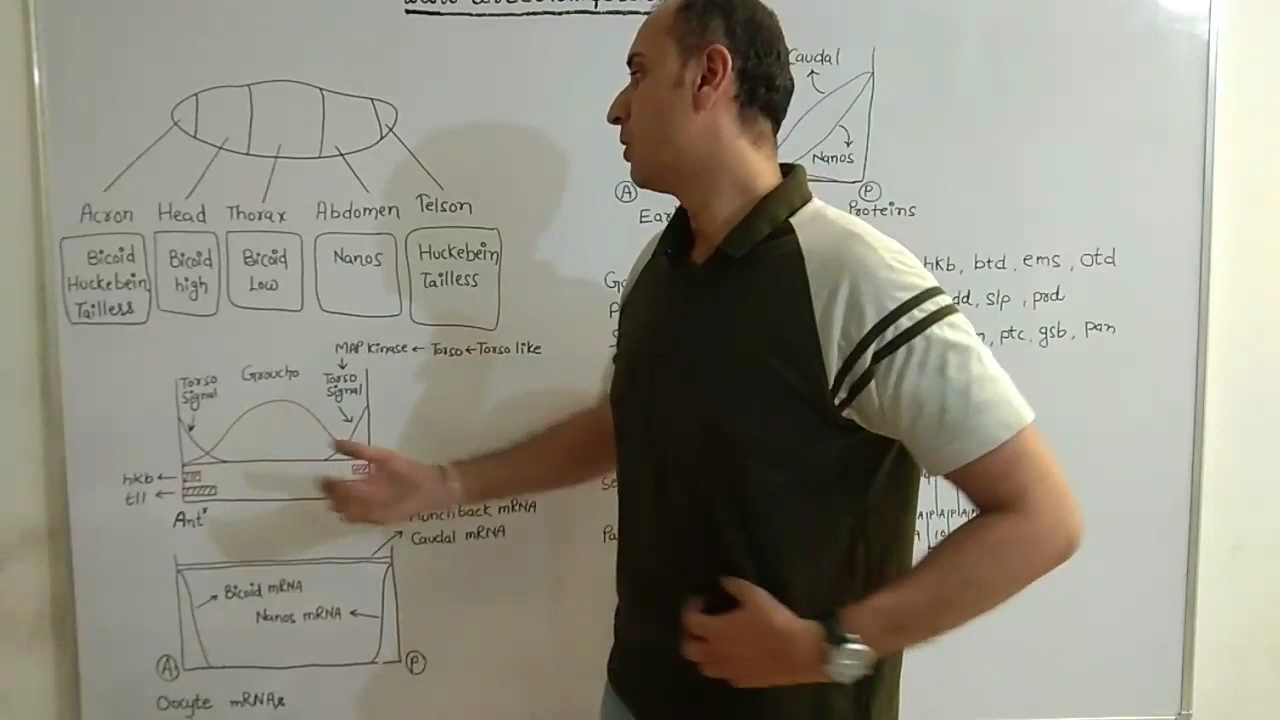 Caudal
Nanos
A
P
Proteins
Acron Head Thorax Abdomen Telson
Bicoid
Huckebein
Tailless
Bicoid
high
Bicoid
Low
Nanos
Huckebein
Tailless
hkb, btd, ems, otd
slp, prd
ptc, gsb, pan
MAP Kinase ← Torso ← Torso like
Torso
Signal
Groucho
Torso
Signal
hkb
tll
Antr
Hunchback mRNA
Caudal mRNA
Bicoid mRNA
Nanos mRNA
A
P
Oocyte mRNAs